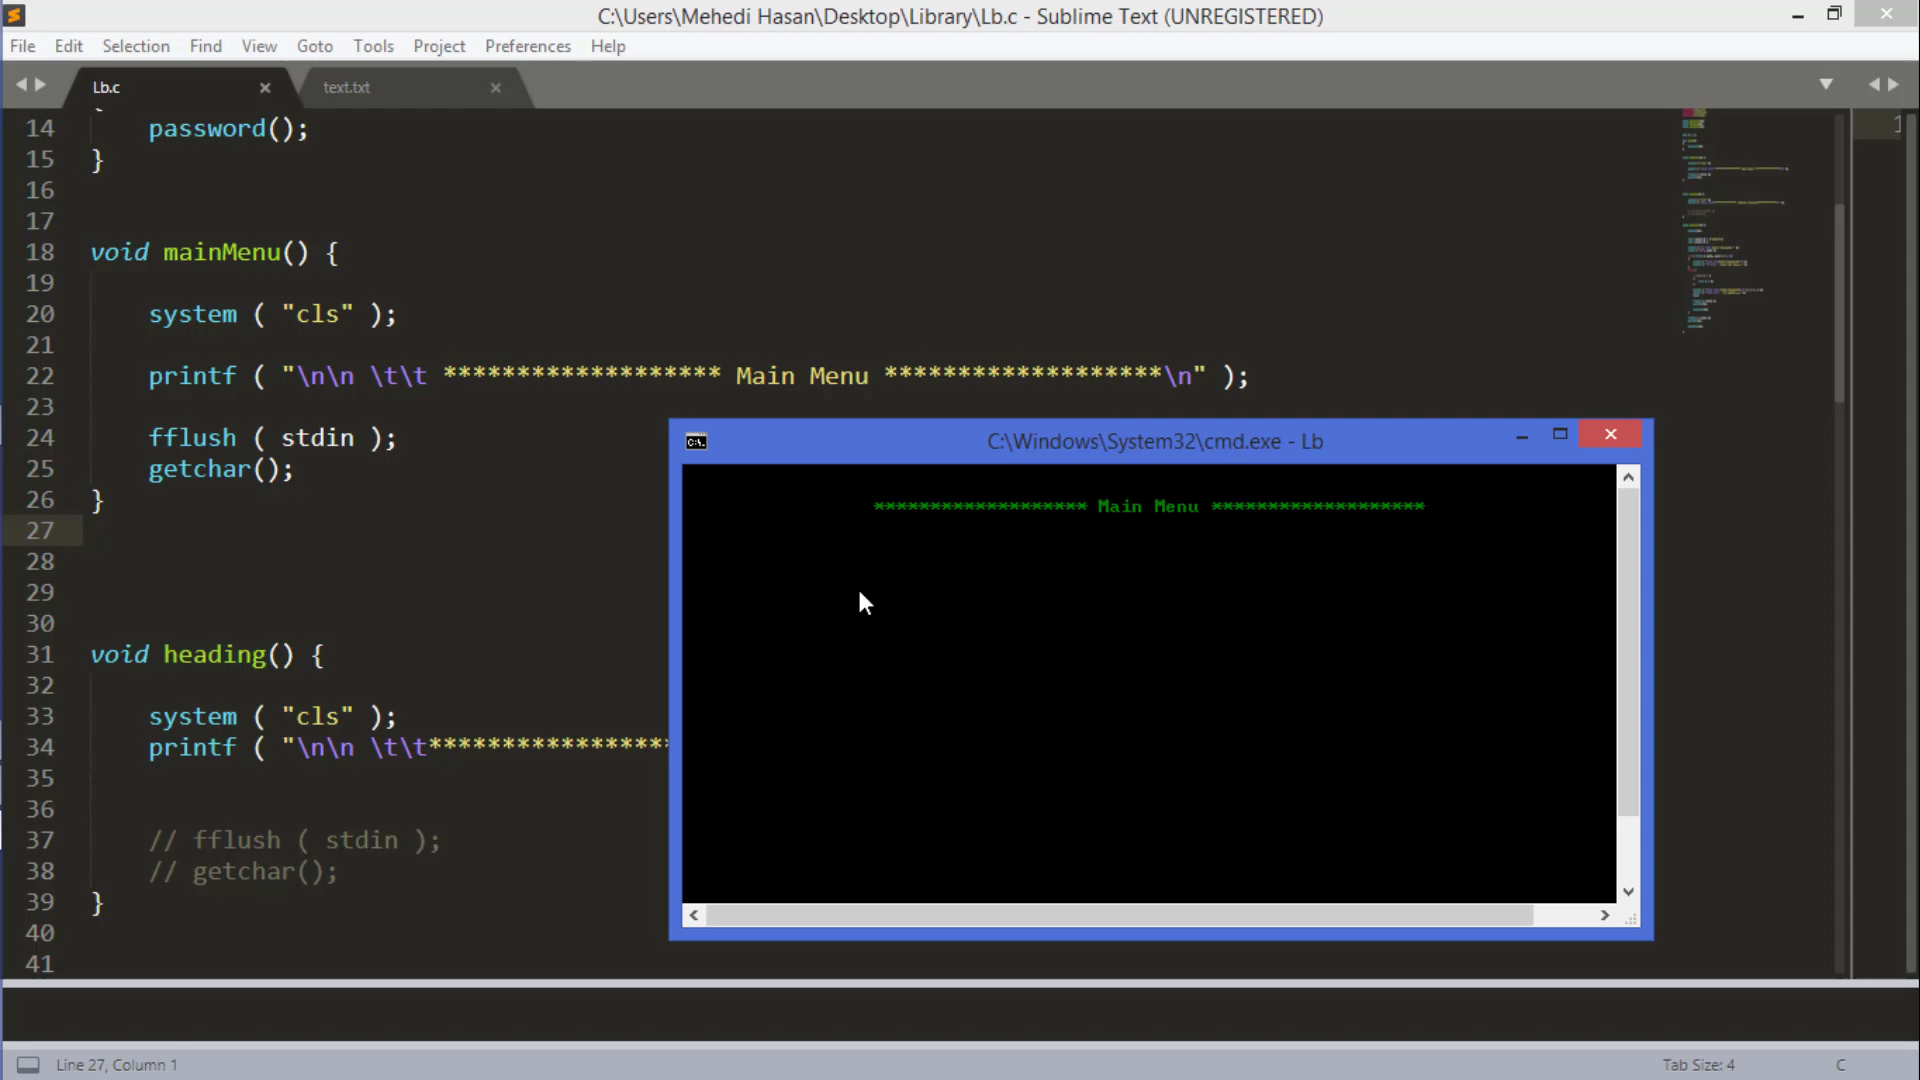 C:\Users\Mehedi Hasan\Desktop\Library\Lb.c - Sublime Text (UNREGISTERED)
File Edit Selection Find View Goto Tools Project Preferences Help
Lb.c text.txt
{
14 password();
15 }
16
17
18 void mainMenu() {
19
20 system ( "cls" );
21
22 printf ( "\n\n \t\t ******************* Main Menu *******************\n" );
23
24 fflush ( stdin );
25 getchar();
26 }
27
28
29
30
31 void heading() {
32
33 system ( "cls" );
34 printf ( "\n\n \t\t*****************
35
36
37 // fflush ( stdin );
38 // getchar();
39 }
40
41
1
C:\Windows\System32\cmd.exe - Lb
******************* Main Menu *******************
Line 27, Column 1
Tab Size: 4
C